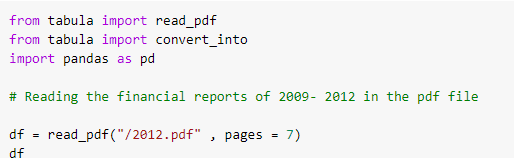 from tabula import read_pdf
from tabula import convert_into
import pandas as pd
# Reading the financial reports of 2009- 2012 in the pdf file
df = read_pdf("/2012.pdf" , pages = 7)
df